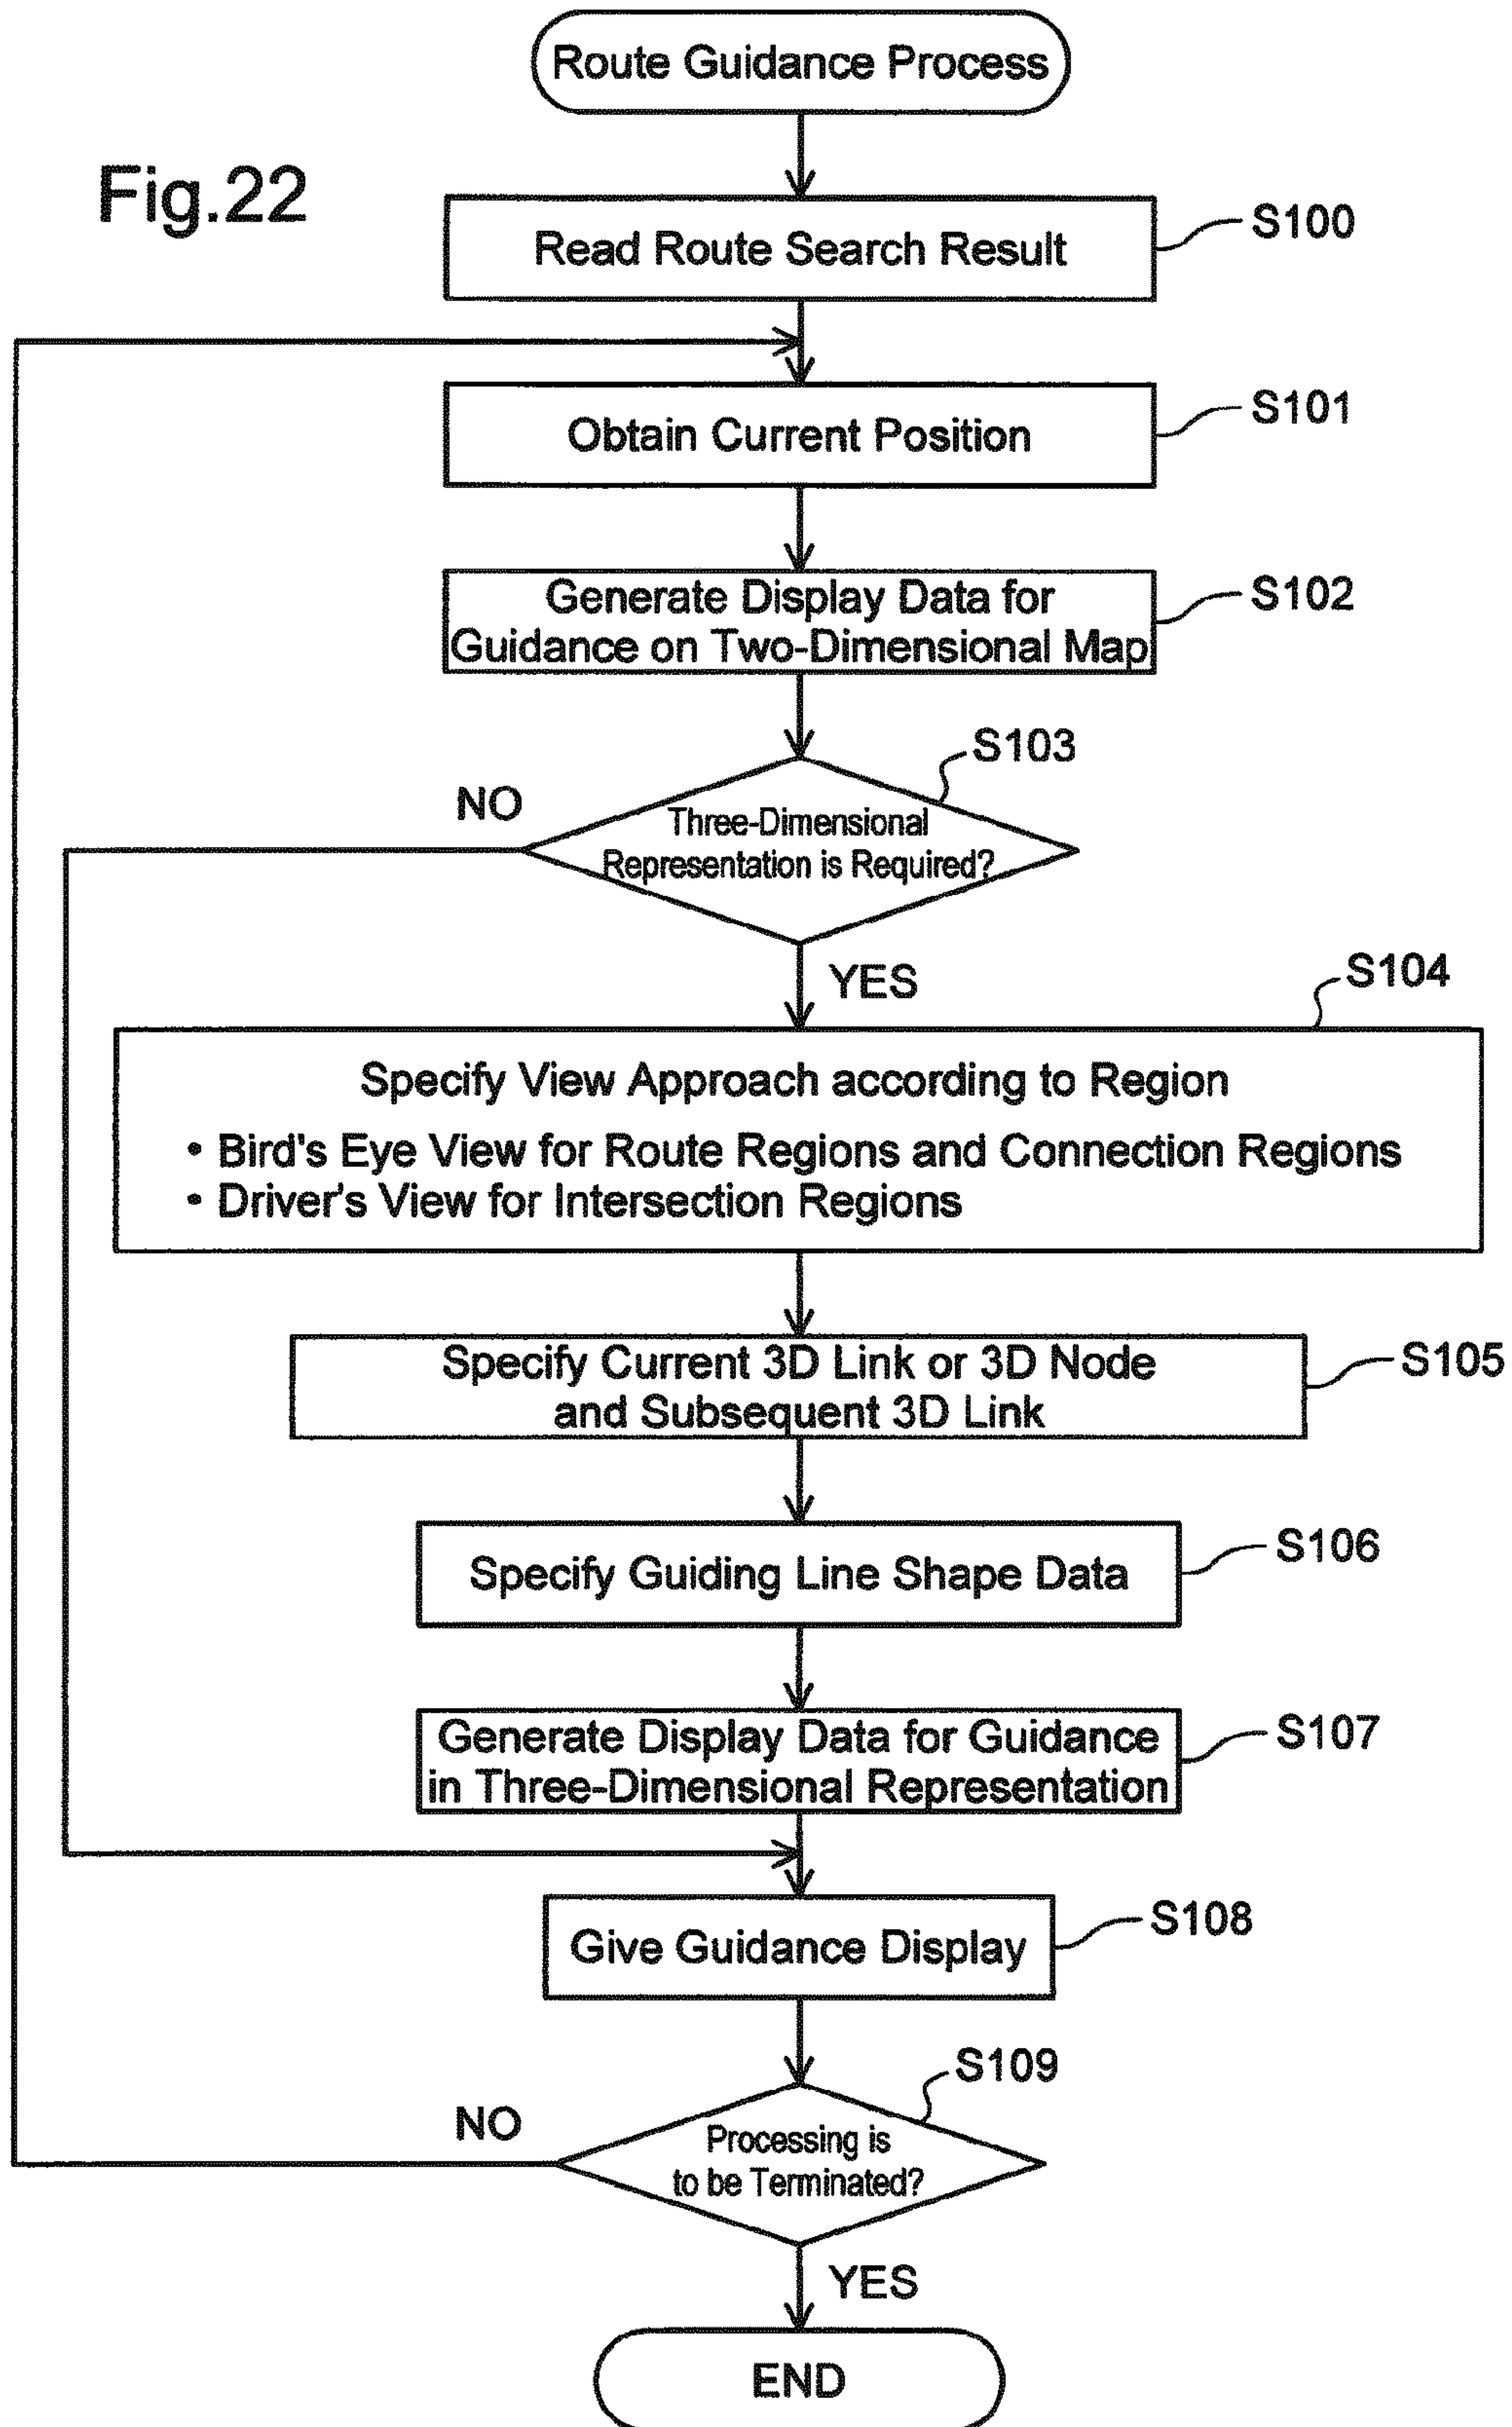 Route Guidance Process
Fig.22
Read Route Search Result
S100
Obtain Current Position
S101
Generate Display Data for
Guidance on Two-Dimensional Map
S102
S103
NO
Three-Dimensional
Representation is Required?
YES
S104
Specify View Approach according to Region
• Bird's Eye View for Route Regions and Connection Regions
• Driver's View for Intersection Regions
Specify Current 3D Link or 3D Node
and Subsequent 3D Link
S105
Specify Guiding Line Shape Data
S106
Generate Display Data for Guidance
in Three-Dimensional Representation
S107
Give Guidance Display
S108
S109
NO
Processing is
to be Terminated?
YES
END